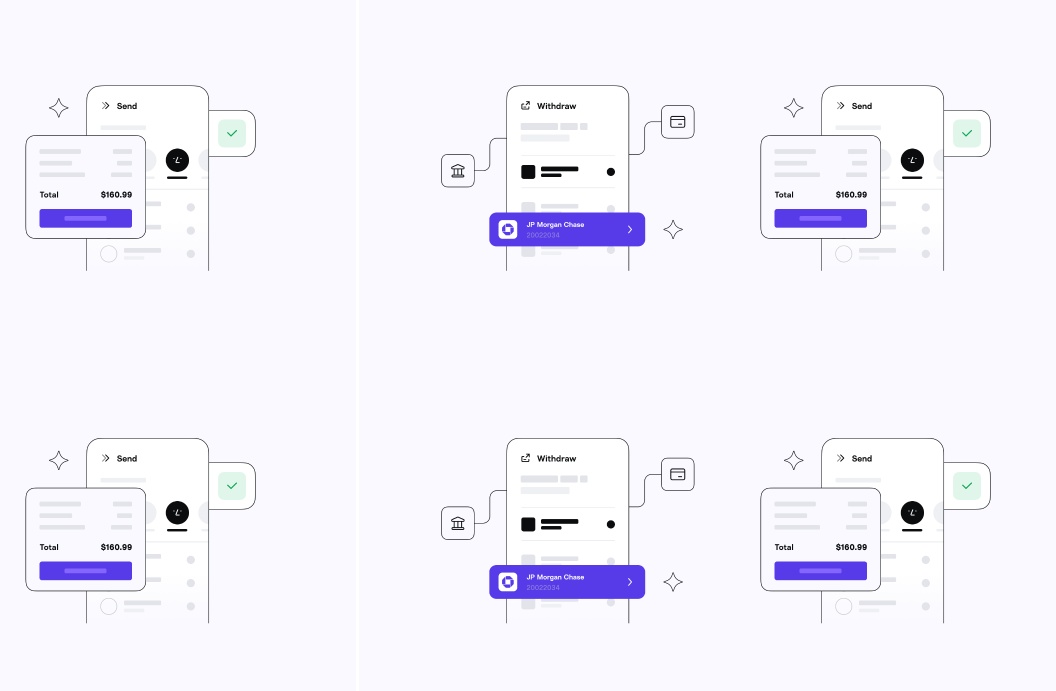 Send
Total $160.99
Withdraw
JP Morgan Chase
20022034
Send
Total $160.99
Send
Total $160.99
Withdraw
JP Morgan Chase
20022034
Send
Total $160.99